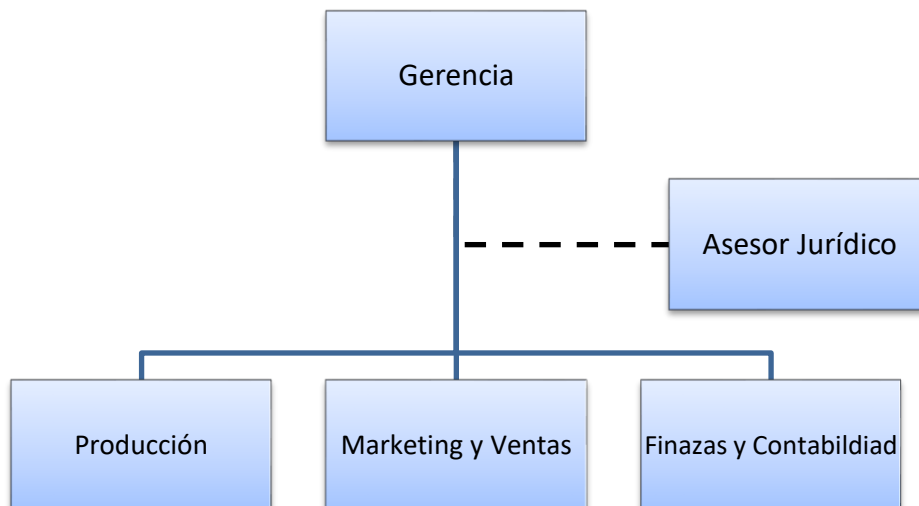 Gerencia
Asesor Jurídico
Producción
Marketing y Ventas
Finazas y Contabildiad